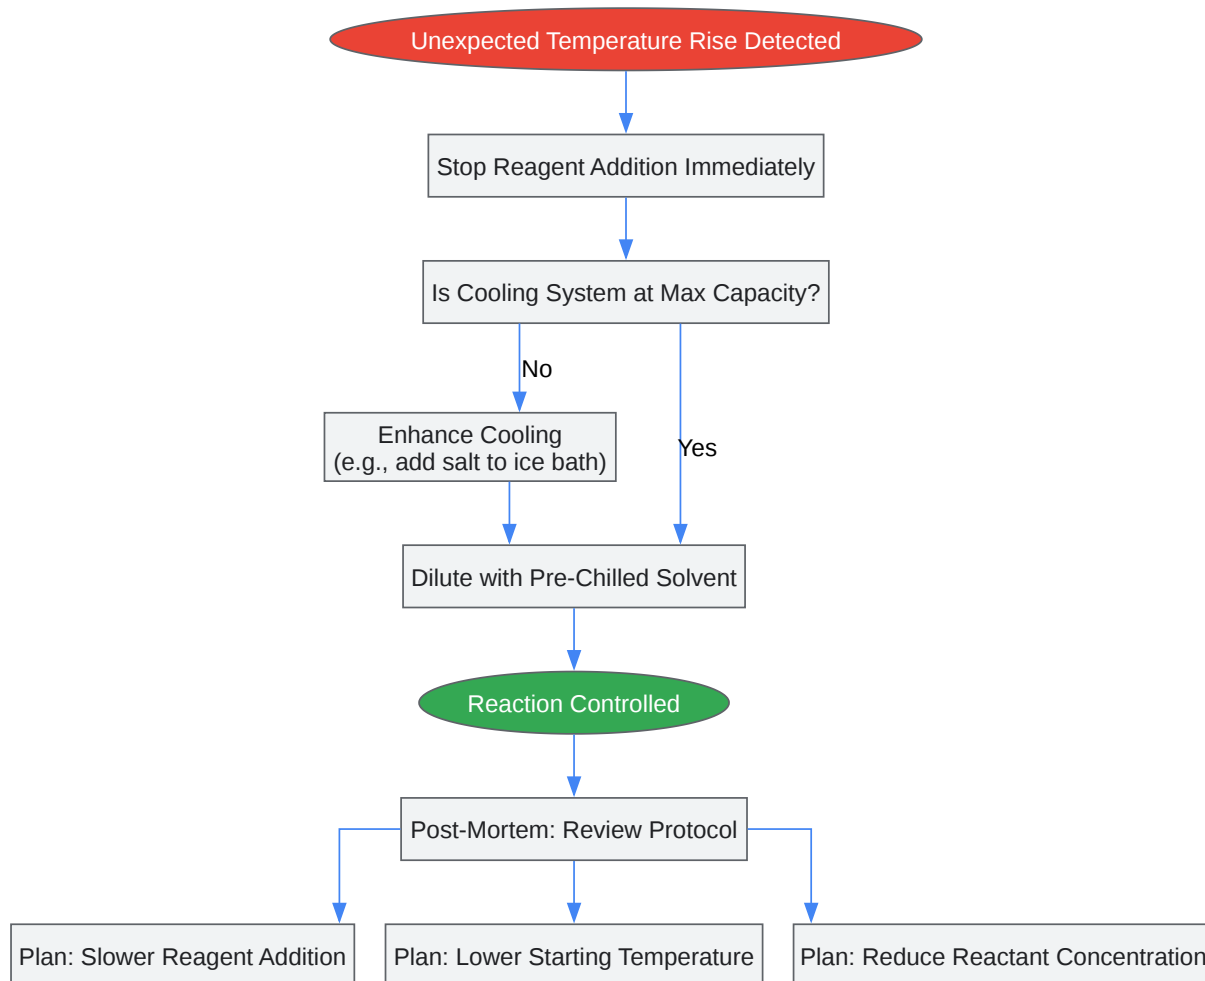 Unexpected Temperature Rise Detected
Stop Reagent Addition Immediately
Is Cooling System at Max Capacity?
No
Enhance Cooling
(e.g., add salt to ice bath)
Yes
Dilute with Pre-Chilled Solvent
Reaction Controlled
Post-Mortem: Review Protocol
Plan: Slower Reagent Addition
Plan: Lower Starting Temperature
Plan: Reduce Reactant Concentration